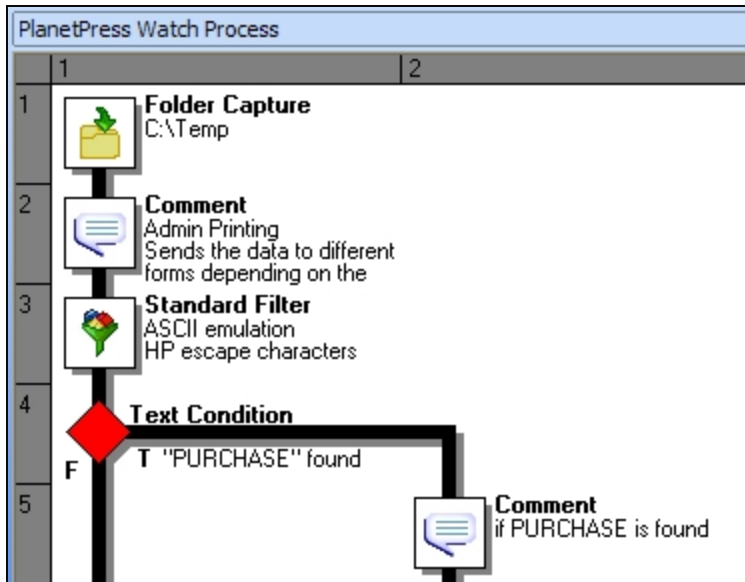 PlanetPress Watch Process
1 2
1
Folder Capture
C:\Temp
2
Comment
Admin Printing
Sends the data to different
forms depending on the
3
Standard Filter
ASCII emulation
HP escape characters
4
Text Condition
F T "PURCHASE" found
5
Comment
if PURCHASE is found